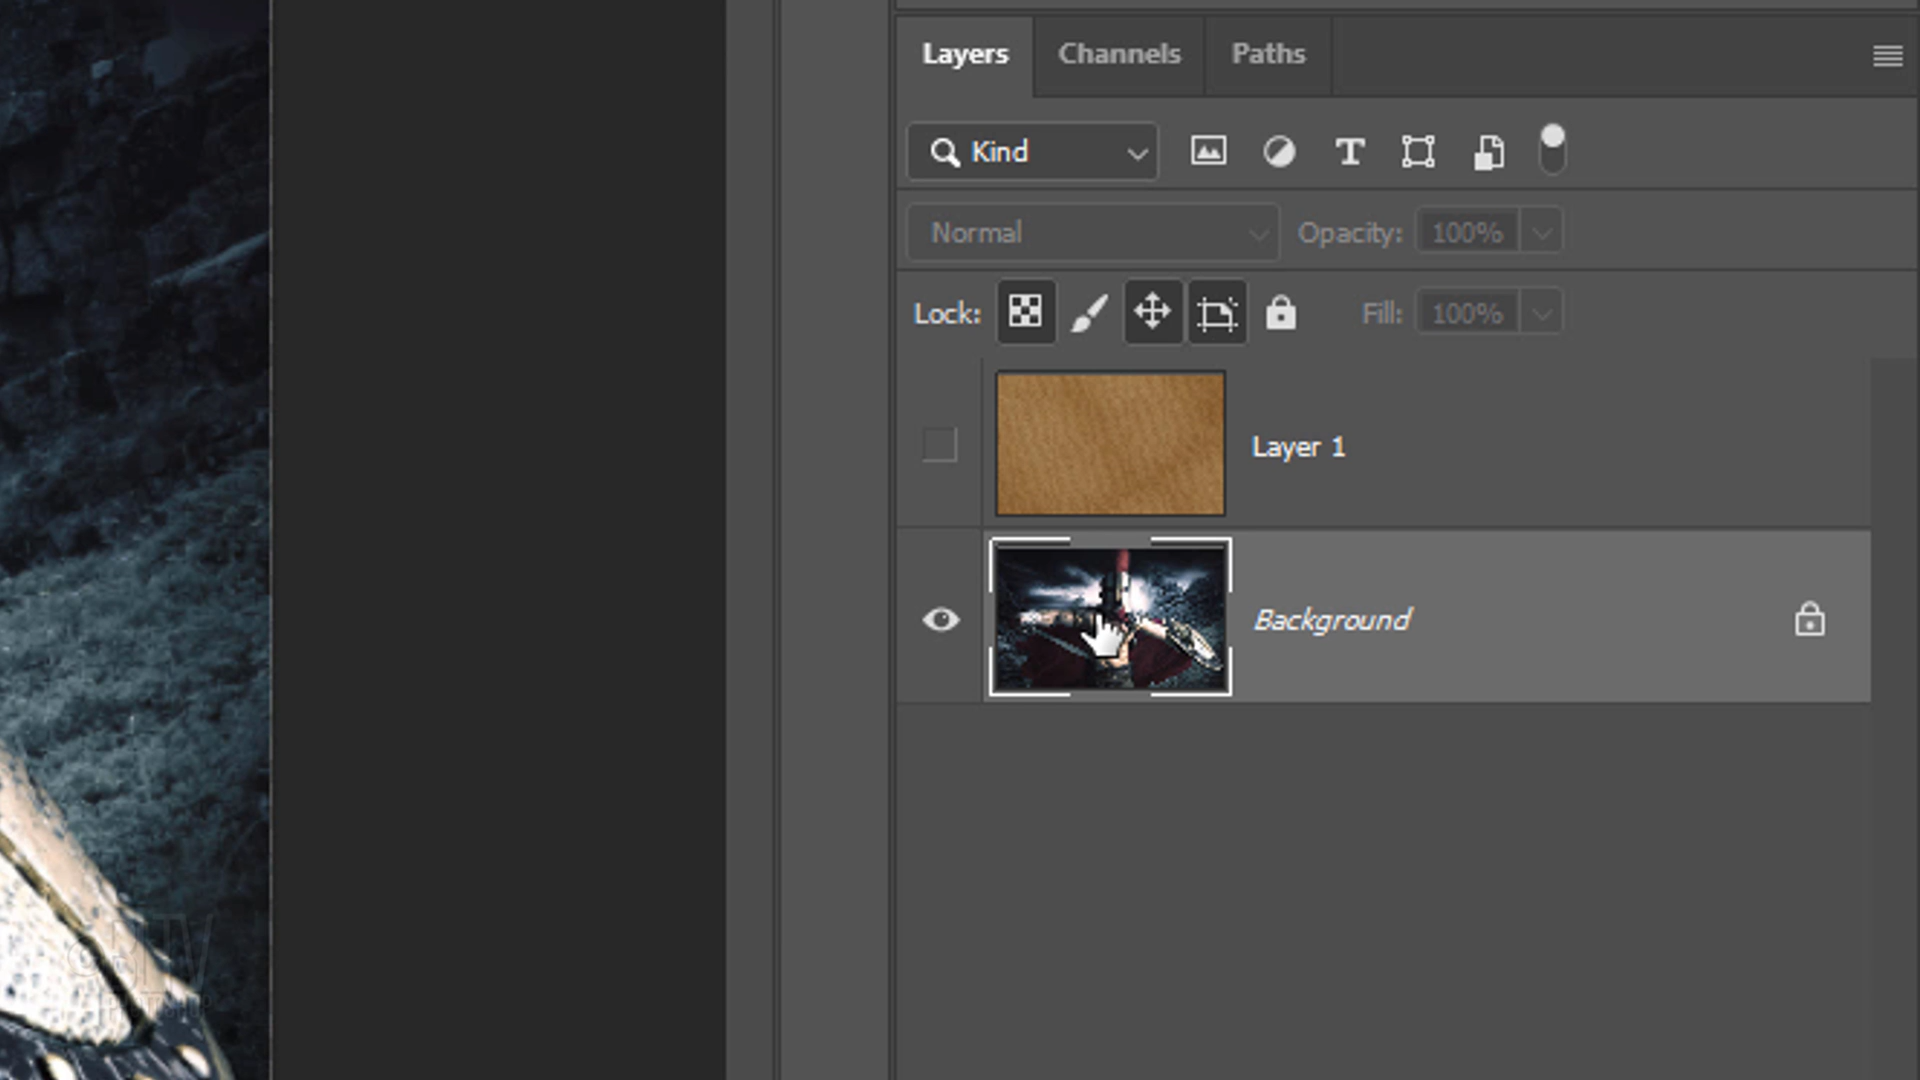 Layers Channels Paths
Kind
Normal Opacity: 100%
Lock: Fill: 100%
Layer 1
Background